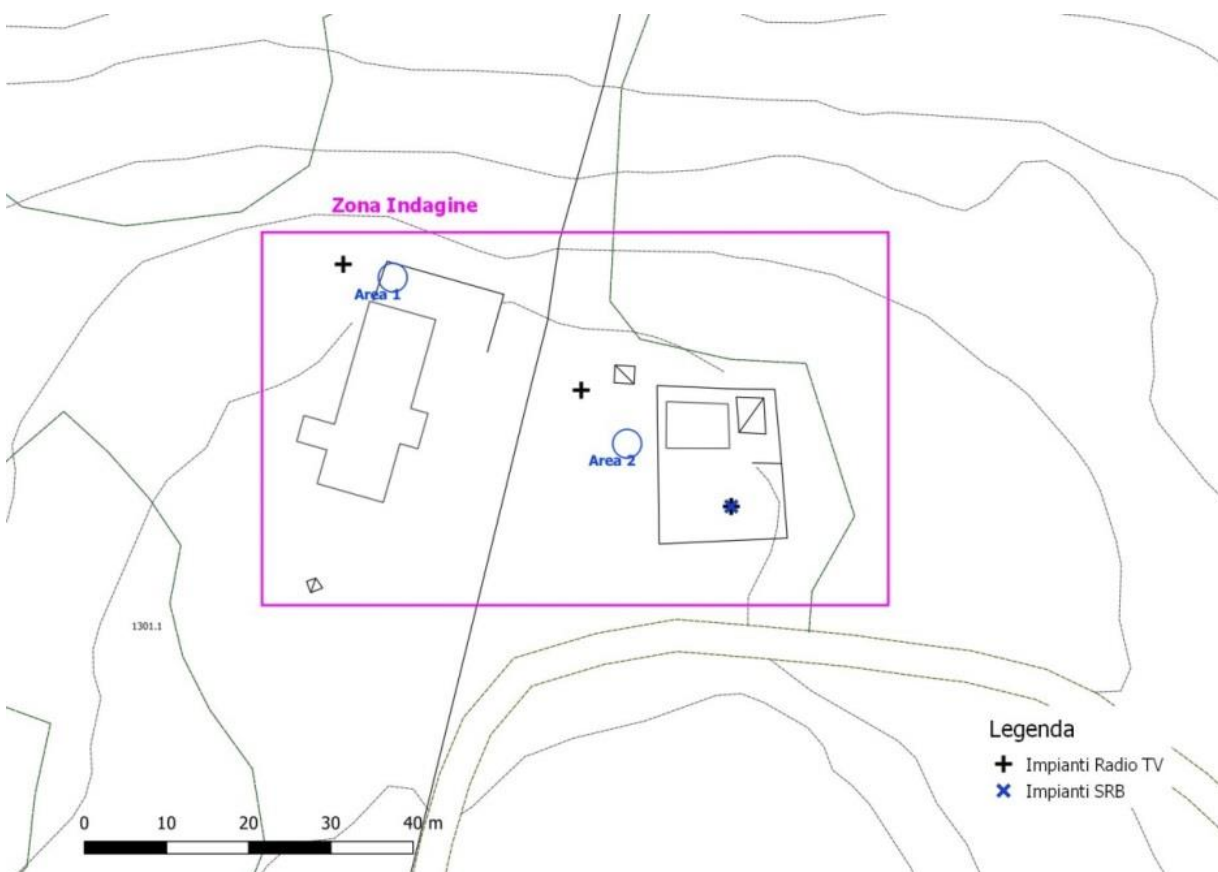 Zona Indagine
Area 1
Area 2
1301.1
Legenda
Impianti Radio TV
Impianti SRB
0 10 20 30 40 m